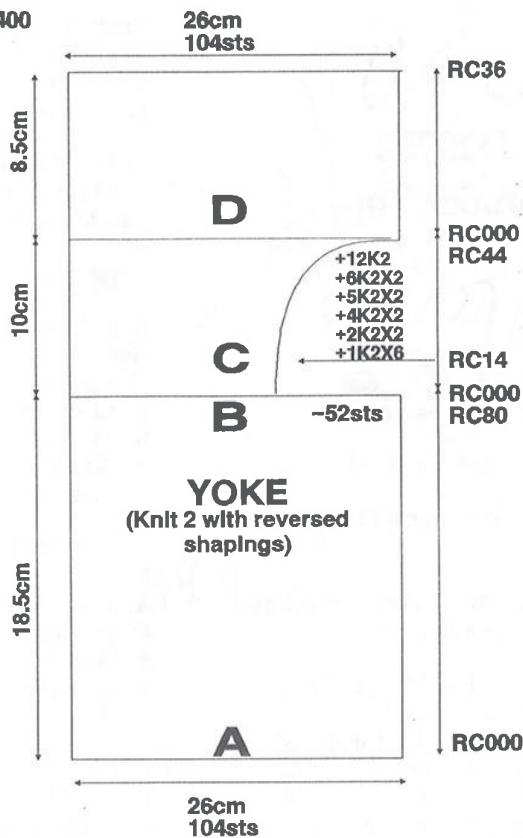 400
26cm
104sts
RC36
8.5cm
D
RC000
RC44
+12K2
+6K2X2
+5K2X2
+4K2X2
+2K2X2
+1K2X6
10cm
C
RC14
RC000
RC80
B
~52sts
YOKE
(Knit 2 with reversed
shapings)
18.5cm
A
RC000
26cm
104sts